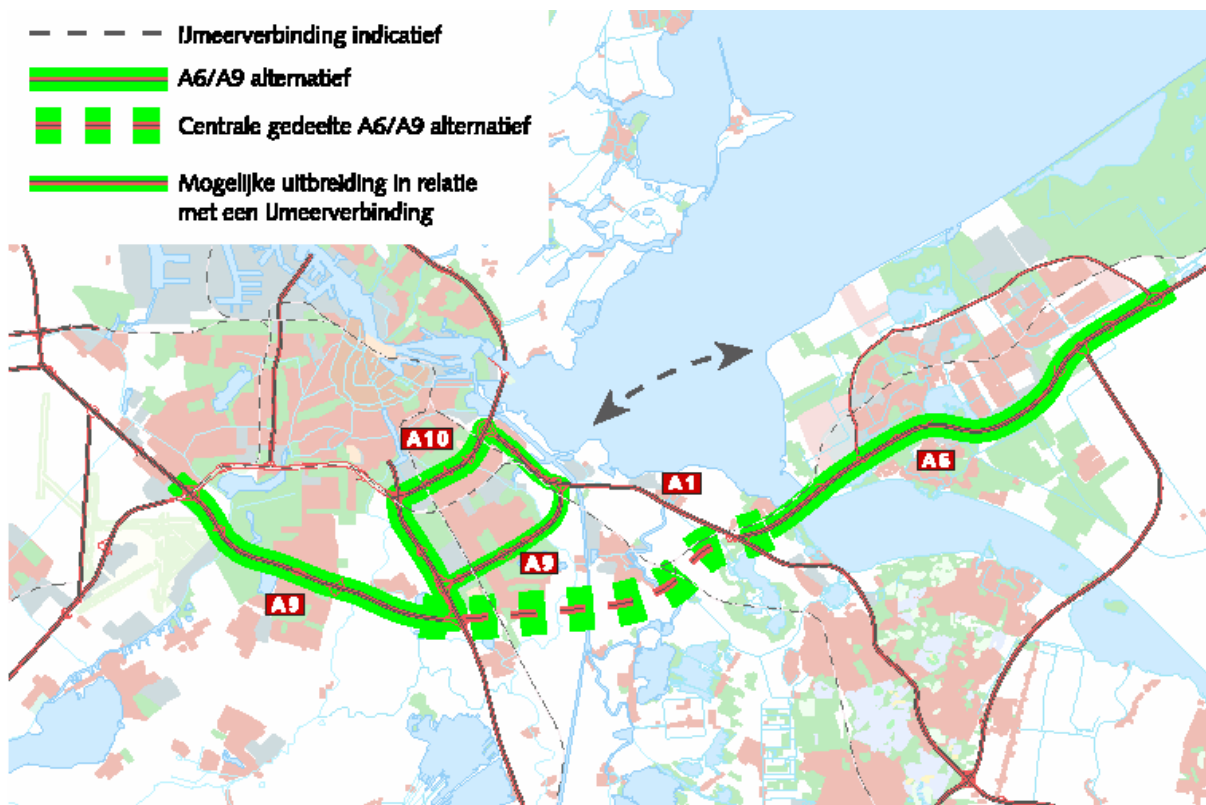 IJmeerverbinding indicatief
A6/A9 alternatief
Centrale gedeelte A6/A9 alternatief
Mogelijke uitbreiding in relatie
met een IJmeerverbinding
A10
A1
A6
A9
A9